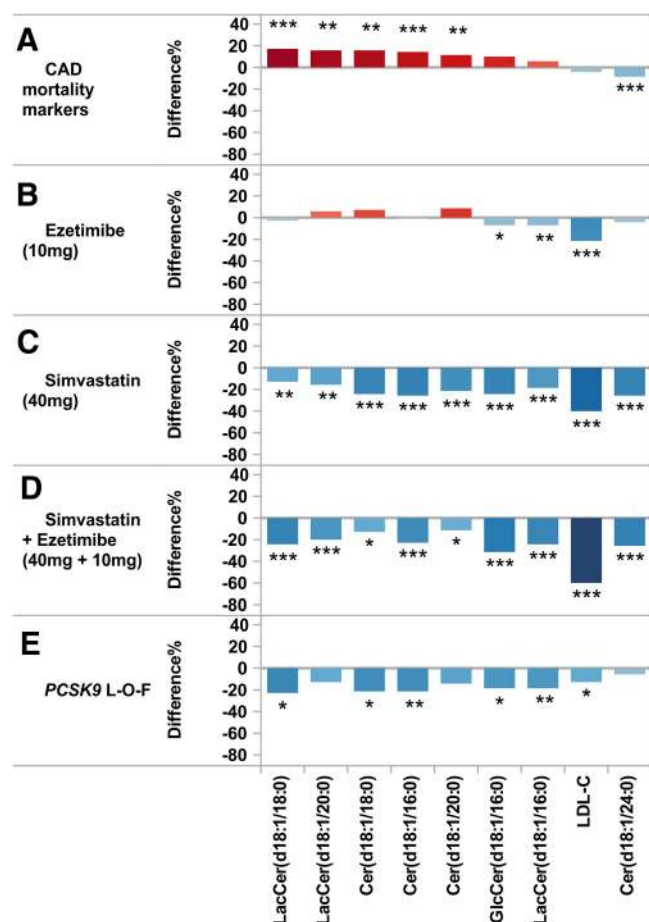 A
CAD
mortality
markers
Difference%
40
20
0
-20
-40
-60
-80
*** ** ** *** ** ***
B
Ezetimibe
(10mg)
Difference%
40
20
0
-20
-40
-60
-80
* ** ***
C
Simvastatin
(40mg)
Difference%
40
20
0
-20
-40
-60
-80
** ** *** *** *** *** *** *** ***
D
Simvastatin
+ Ezetimibe
(40mg + 10mg)
Difference%
40
20
0
-20
-40
-60
-80
*** *** * *** * *** *** *** ***
E
PCSK9 L-O-F
Difference%
40
20
0
-20
-40
-60
-80
* * ** * ** *
LacCer(d18:1/18:0)
LacCer(d18:1/20:0)
Cer(d18:1/18:0)
Cer(d18:1/16:0)
Cer(d18:1/20:0)
GlcCer(d18:1/16:0)
LacCer(d18:1/16:0)
LDL-C
Cer(d18:1/24:0)